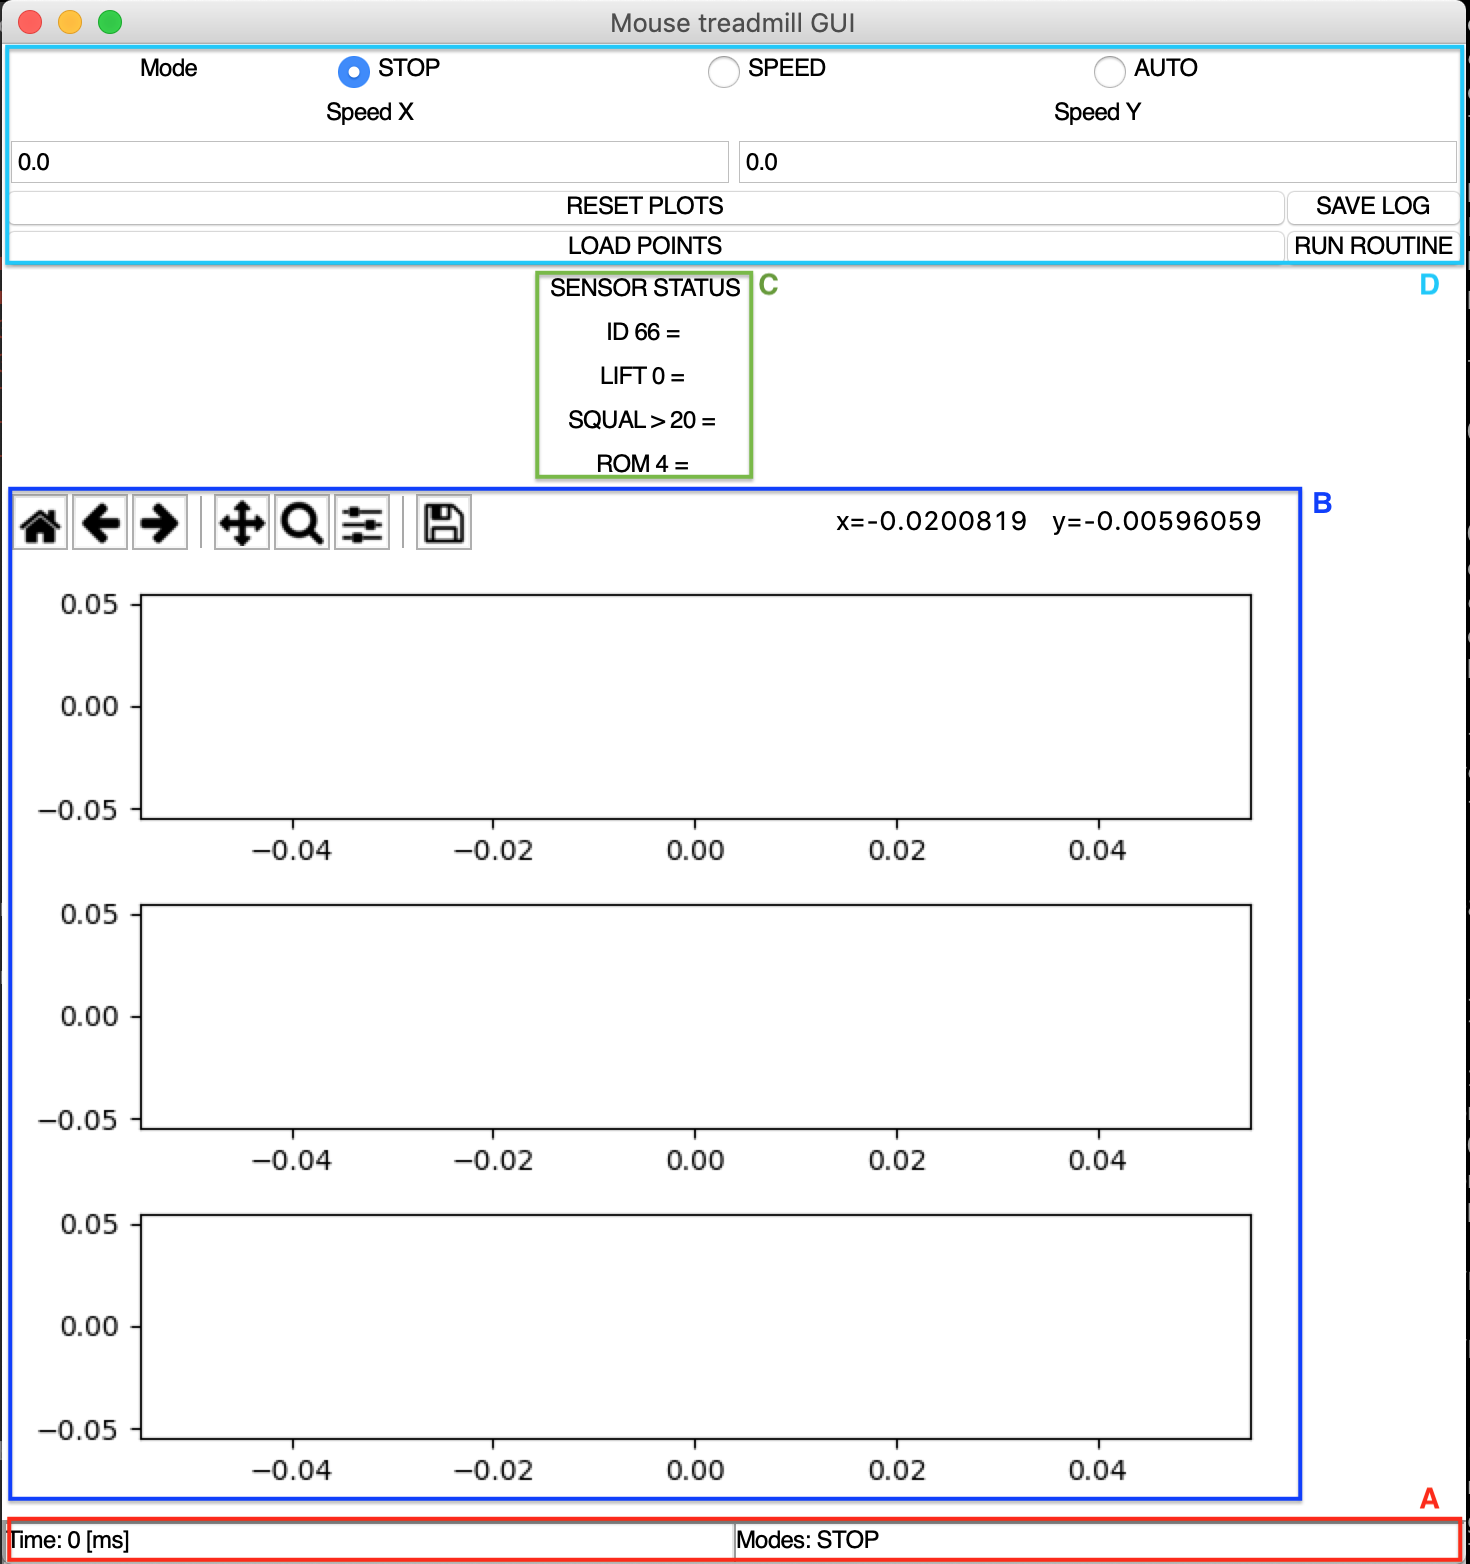 Mouse treadmill GUI
Mode STOP SPEED AUTO
Speed X Speed Y
0.0 0.0
RESET PLOTS SAVE LOG
LOAD POINTS RUN ROUTINE
SENSOR STATUS C D
ID 66 =
LIFT 0 =
SQUAL > 20 =
ROM 4 =
B
x=-0.0200819 y=-0.00596059
0.05
0.00
−0.05
−0.04 −0.02 0.00 0.02 0.04
0.05
0.00
−0.05
−0.04 −0.02 0.00 0.02 0.04
0.05
0.00
−0.05
−0.04 −0.02 0.00 0.02 0.04
A
Time: 0 [ms] Modes: STOP